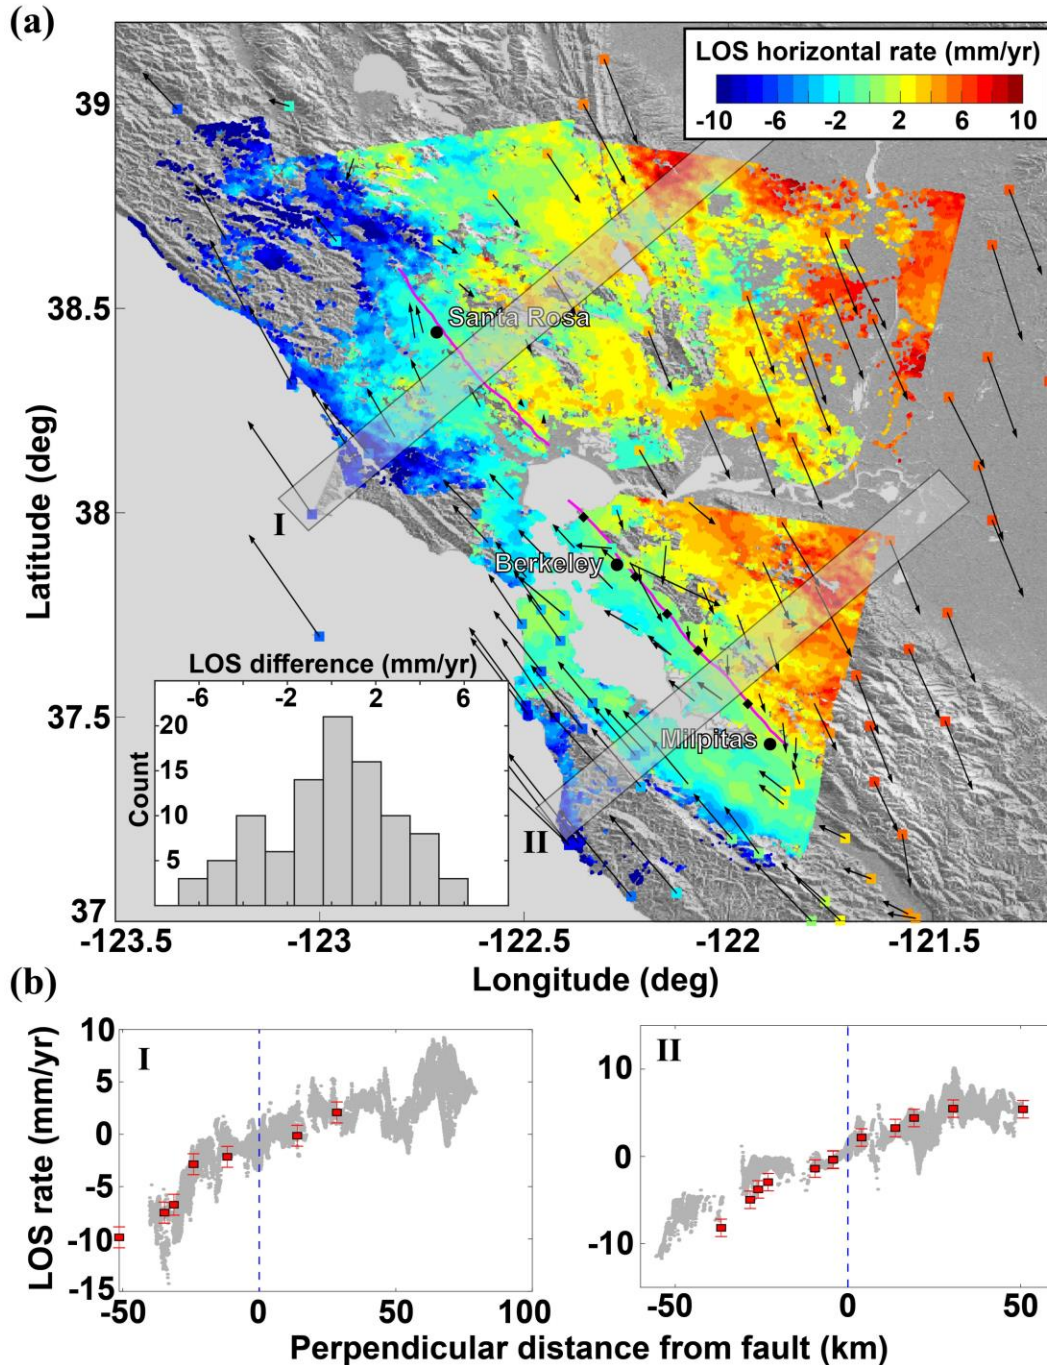 (a)
LOS horizontal rate (mm/yr)
-10 -6 -2 2 6 10
39
38.5
38
37.5
37
Latitude (deg)
Santa Rosa
I
Berkeley
Milpitas
II
LOS difference (mm/yr)
-6 -2 2 6
20
15
10
5
Count
-123.5 -123 -122.5 -122 -121.5
Longitude (deg)
(b)
LOS rate (mm/yr)
I
10
5
0
-5
-10
-15
-50 0 50 100
II
10
0
-10
-50 0 50
Perpendicular distance from fault (km)